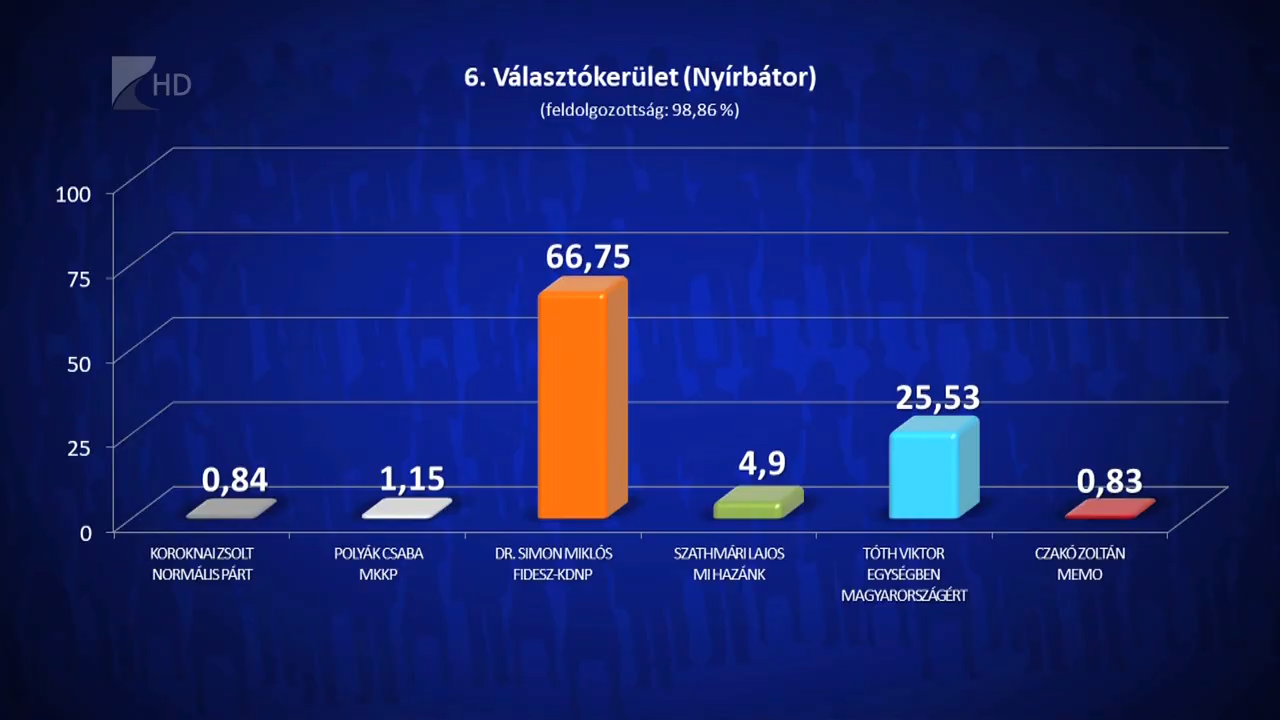 HD
6. Választókerület (Nyírbátor)
(feldolgozottság: 98,86 %)
100
75
50
25
0
0,84
1,15
66,75
4,9
25,53
0,83
KOROKNAI ZSOLT
NORMÁLIS PÁRT
POLYÁK CSABA
MKKP
DR. SIMON MIKLÓS
FIDESZ-KDNP
SZATHMÁRI LAJOS
MI HAZÁNK
TÓTH VIKTOR
EGYSÉGBEN
MAGYARORSZÁGÉRT
CZAKÓ ZOLTÁN
MEMO